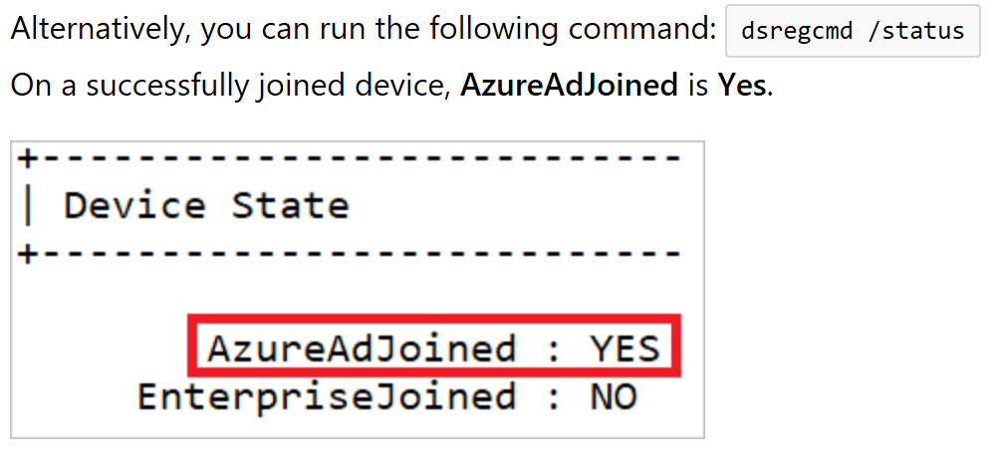 Alternatively, you can run the following command: dsregcmd /status
On a successfully joined device, AzureAdJoined is Yes.
+----------------------------
| Device State
+----------------------------
AzureAdJoined : YES
EnterpriseJoined : NO